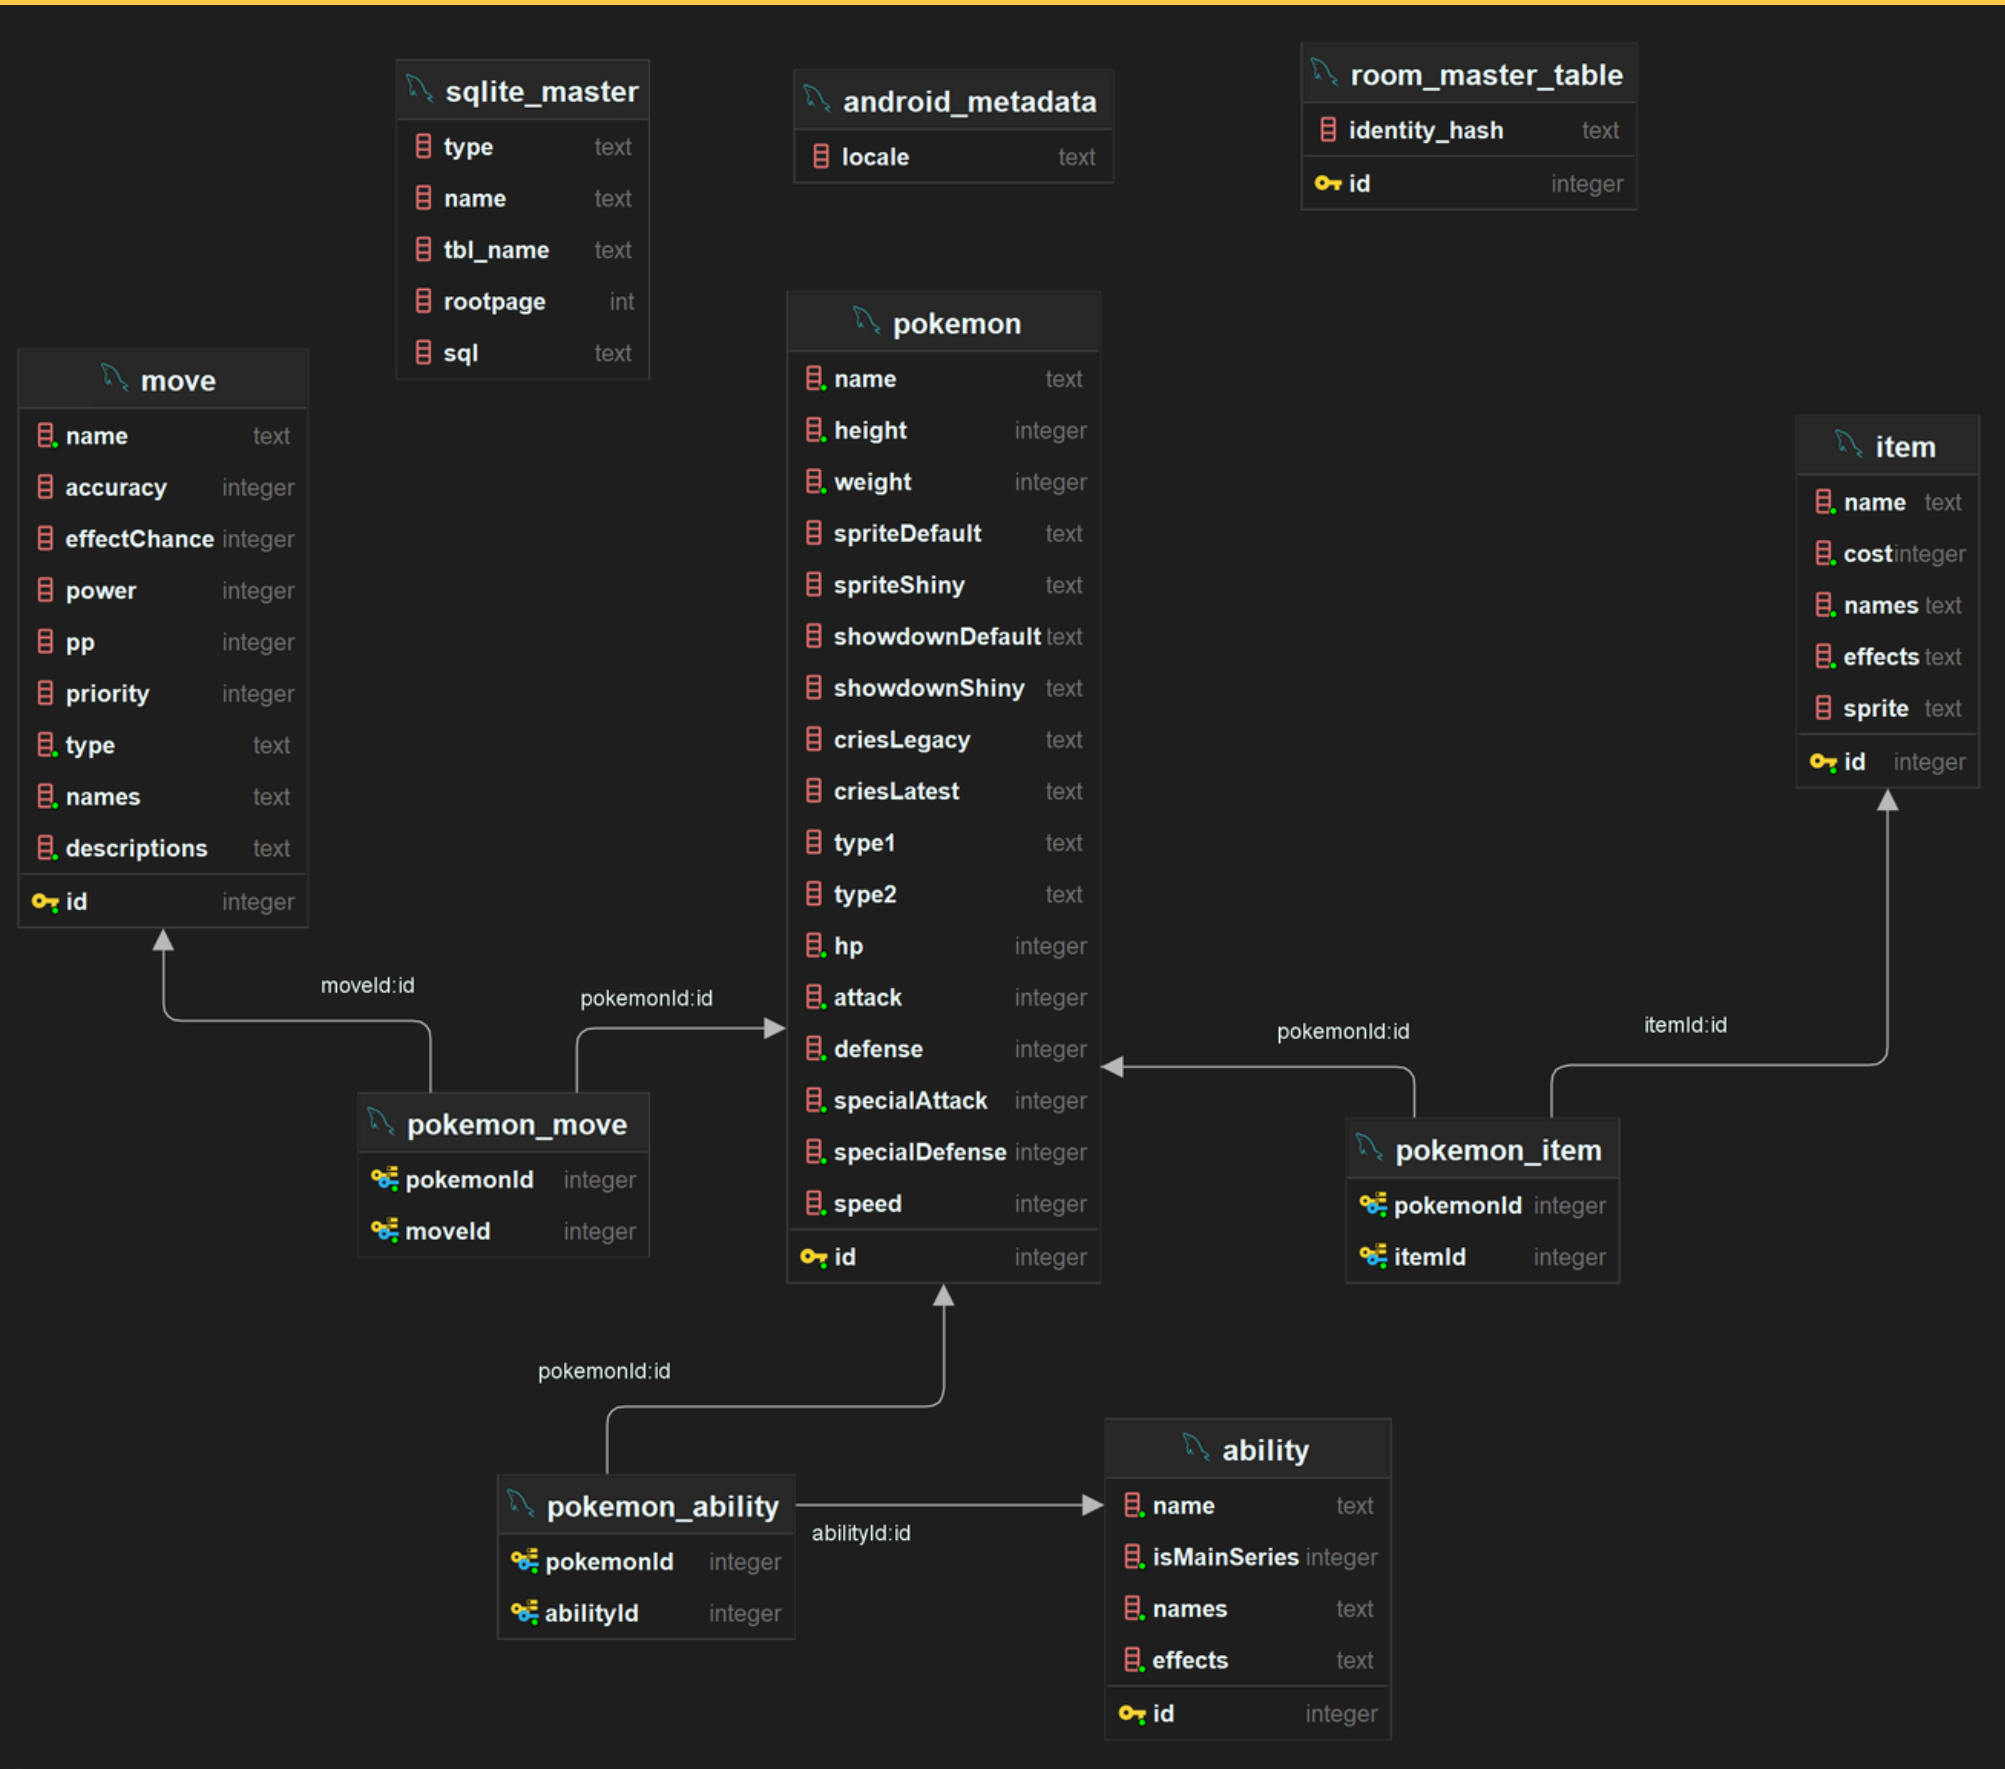 sqlite_master
type text
name text
tbl_name text
rootpage int
sql text
android_metadata
locale text
room_master_table
identity_hash text
id integer
move
name text
accuracy integer
effectChance integer
power integer
pp integer
priority integer
type text
names text
descriptions text
id integer
pokemon
name text
height integer
weight integer
spriteDefault text
spriteShiny text
showdownDefault text
showdownShiny text
criesLegacy text
criesLatest text
type1 text
type2 text
hp integer
attack integer
defense integer
specialAttack integer
specialDefense integer
speed integer
id integer
item
name text
cost integer
names text
effects text
sprite text
id integer
moveId:id
pokemonId:id
pokemonId:id
itemId:id
pokemon_move
pokemonId integer
moveId integer
pokemon_item
pokemonId integer
itemId integer
pokemonId:id
pokemon_ability
pokemonId integer
abilityId integer
abilityId:id
ability
name text
isMainSeries integer
names text
effects text
id integer